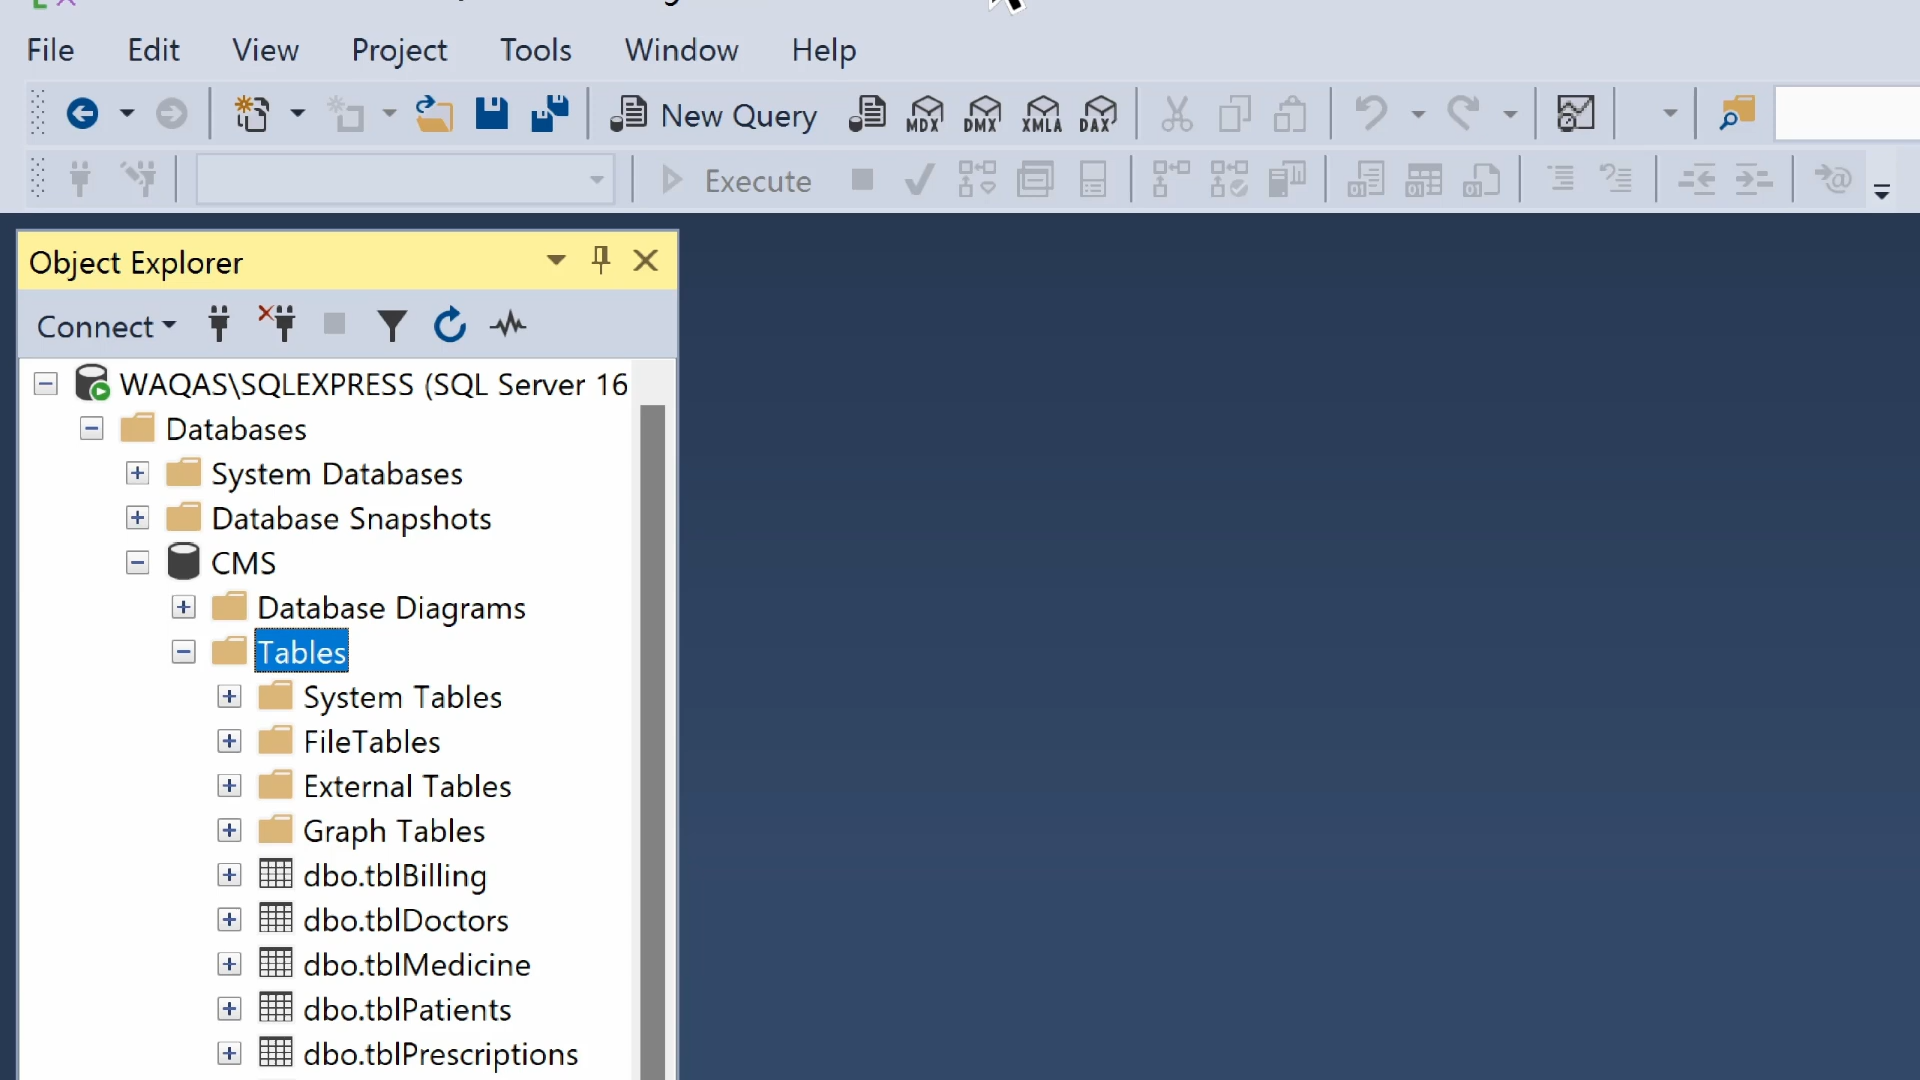 File Edit View Project Tools Window Help
New Query MDX DMX XMLA DAX
Execute
Object Explorer
Connect
WAQAS\SQLEXPRESS (SQL Server 16
Databases
System Databases
Database Snapshots
CMS
Database Diagrams
Tables
System Tables
FileTables
External Tables
Graph Tables
dbo.tblBilling
dbo.tblDoctors
dbo.tblMedicine
dbo.tblPatients
dbo.tblPrescriptions